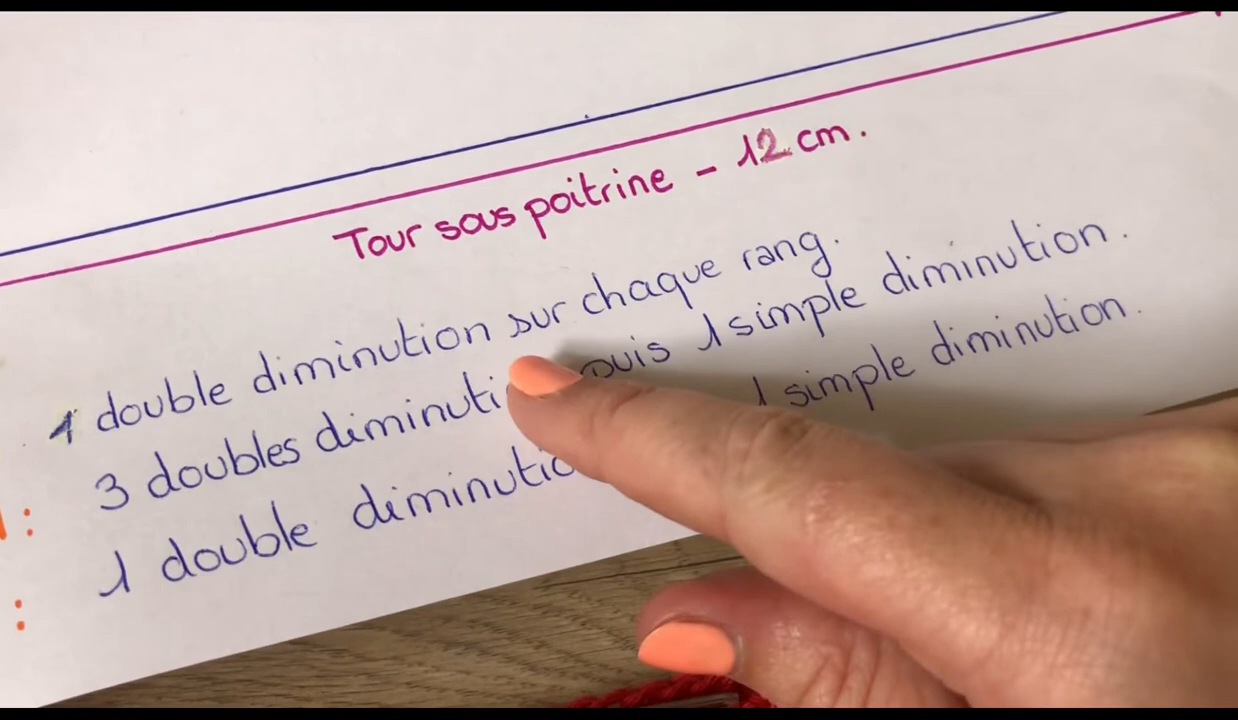 Tour sous poitrine - 12 cm.
1 double diminution sur chaque rang.
3 doubles diminuti puis 1 simple diminution.
: 1 double diminutio 1 simple diminution.
: